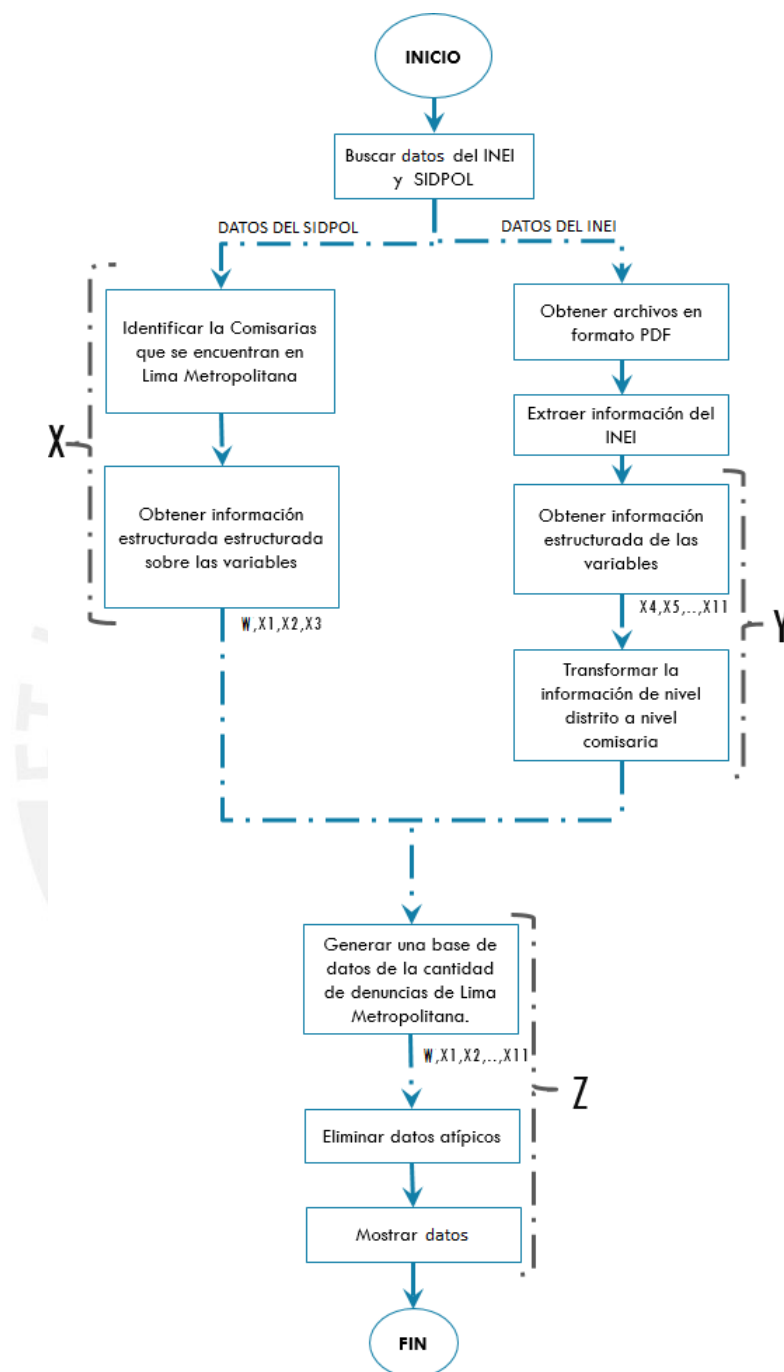 INICIO
Buscar datos del INEI
y SIDPOL
DATOS DEL SIDPOL
DATOS DEL INEI
Identificar la Comisarias
que se encuentran en
Lima Metropolitana
Obtener información
estructurada estructurada
sobre las variables
X
W,X1,X2,X3
Obtener archivos en
formato PDF
Extraer información del
INEI
Obtener información
estructurada de las
variables
X4,X5,..,X11
Y
Transformar la
información de nivel
distrito a nivel
comisaria
Generar una base de
datos de la cantidad
de denuncias de Lima
Metropolitana.
W,X1,X2,..,X11
Z
Eliminar datos atípicos
Mostrar datos
FIN